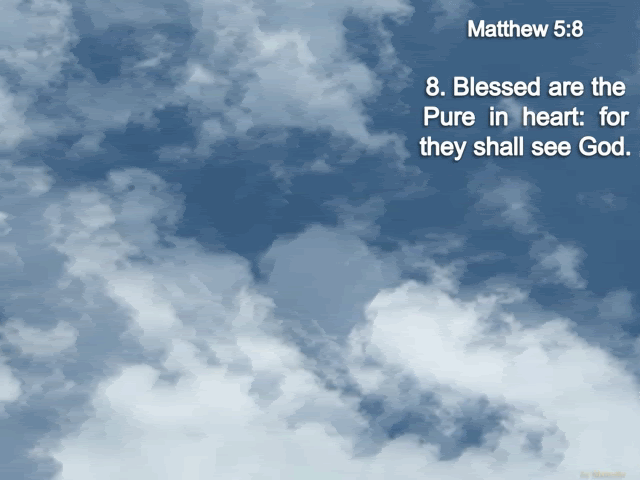 Matthew 5:8
8. Blessed are the
Pure in heart: for
they shall see God.